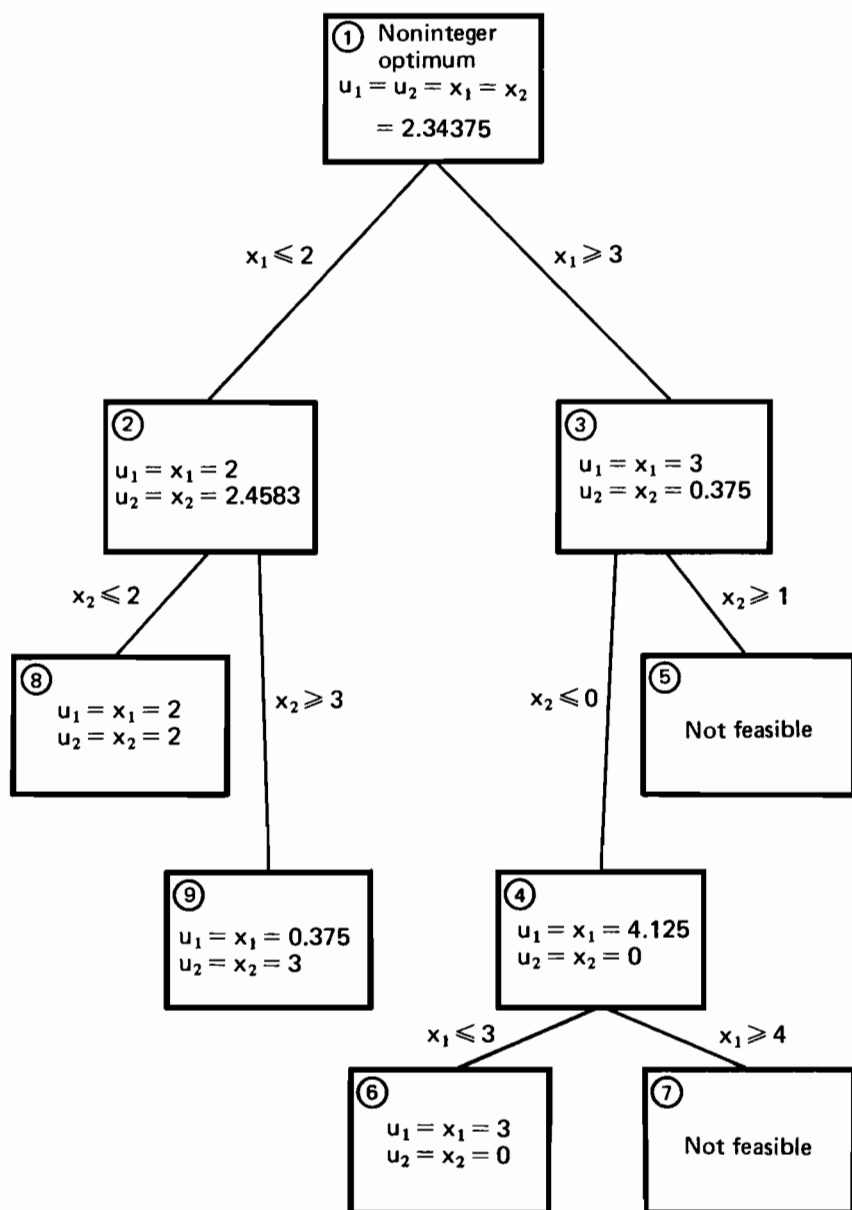 ① Noninteger
optimum
u₁ = u₂ = x₁ = x₂
= 2.34375
x₁ ⩽ 2
x₁ ⩾ 3
②
u₁ = x₁ = 2
u₂ = x₂ = 2.4583
③
u₁ = x₁ = 3
u₂ = x₂ = 0.375
x₂ ⩽ 2
x₂ ⩾ 3
x₂ ⩽ 0
x₂ ⩾ 1
⑧
u₁ = x₁ = 2
u₂ = x₂ = 2
⑤
Not feasible
⑨
u₁ = x₁ = 0.375
u₂ = x₂ = 3
④
u₁ = x₁ = 4.125
u₂ = x₂ = 0
x₁ ⩽ 3
x₁ ⩾ 4
⑥
u₁ = x₁ = 3
u₂ = x₂ = 0
⑦
Not feasible